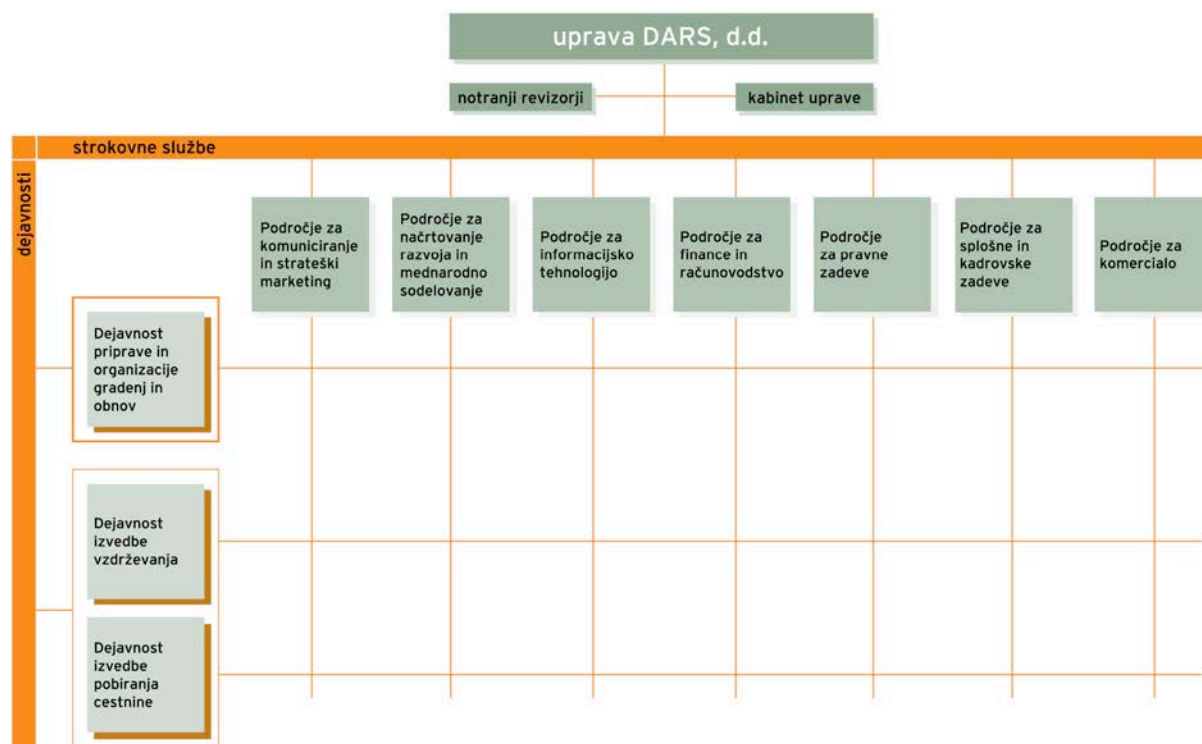 uprava DARS, d.d.
notranji revizorji
kabinet uprave
strokovne službe
dejavnosti
Področje za
komuniciranje
in strateški
marketing
Področje za
načrtovanje
razvoja in
mednarodno
sodelovanje
Področje za
informacijsko
tehnologijo
Področje za
finance in
računovodstvo
Področje
za pravne
zadeve
Področje za
splošne in
kadrovske
zadeve
Področje za
komercialo
Dejavnost
priprave in
organizacije
gradenj in
obnov
Dejavnost
izvedbe
vzdrževanja
Dejavnost
izvedbe
pobiranja
cestnine